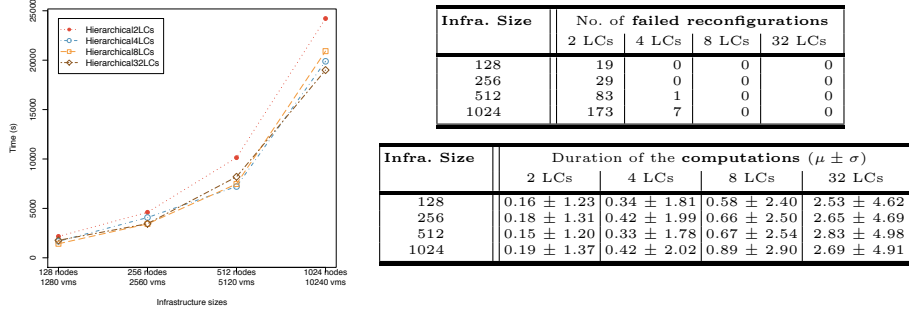 Time (s)
25000
20000
15000
10000
5000
0
Hierarchical2LCs
Hierarchical4LCs
Hierarchical8LCs
Hierarchical32LCs
128 nodes 256 nodes 512 nodes 1024 nodes
1280 vms 2560 vms 5120 vms 10240 vms
Infrastructure sizes
Infra. Size No. of failed reconfigurations
2 LCs 4 LCs 8 LCs 32 LCs
128 19 0 0 0
256 29 0 0 0
512 83 1 0 0
1024 173 7 0 0
Infra. Size Duration of the computations (μ ± σ)
2 LCs 4 LCs 8 LCs 32 LCs
128 0.16 ± 1.23 0.34 ± 1.81 0.58 ± 2.40 2.53 ± 4.62
256 0.18 ± 1.31 0.42 ± 1.99 0.66 ± 2.50 2.65 ± 4.69
512 0.15 ± 1.20 0.33 ± 1.78 0.67 ± 2.54 2.83 ± 4.98
1024 0.19 ± 1.37 0.42 ± 2.02 0.89 ± 2.90 2.69 ± 4.91